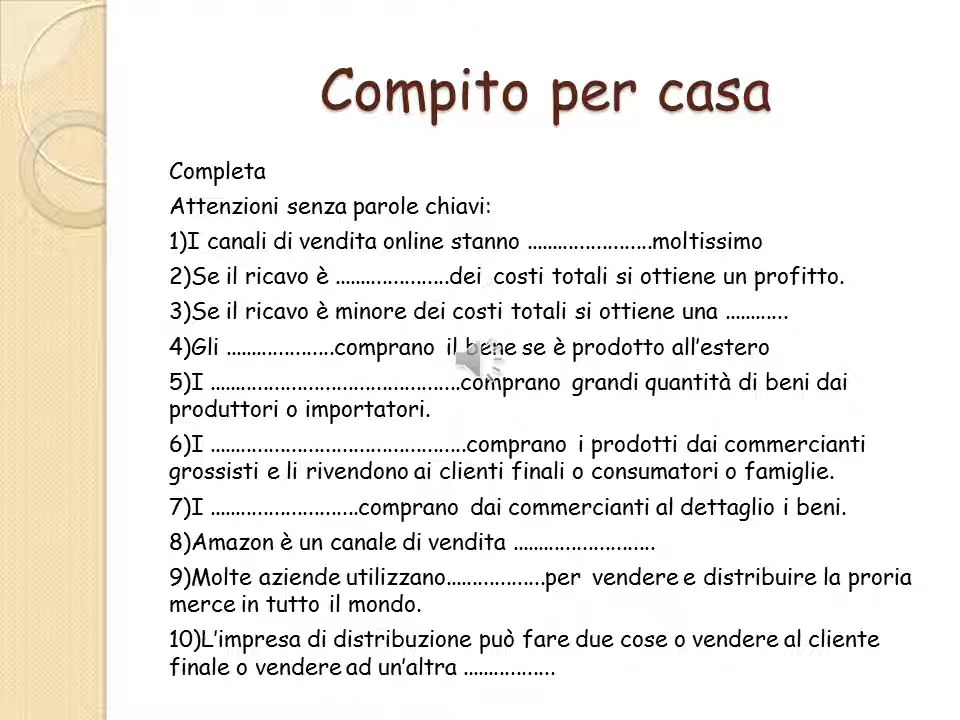 Compito per casa
Completa
Attenzioni senza parole chiavi:
1)I canali di vendita online stanno .......................moltissimo
2)Se il ricavo è .....................dei costi totali si ottiene un profitto.
3)Se il ricavo è minore dei costi totali si ottiene una ............
4)Gli ....................comprano il bene se è prodotto all'estero
5)I .............................................comprano grandi quantità di beni dai
produttori o importatori.
6)I ..............................................comprano i prodotti dai commercianti
grossisti e li rivendono ai clienti finali o consumatori o famiglie.
7)I ...........................comprano dai commercianti al dettaglio i beni.
8)Amazon è un canale di vendita ..........................
9)Molte aziende utilizzano..................per vendere e distribuire la proria
merce in tutto il mondo.
10)L'impresa di distribuzione può fare due cose o vendere al cliente
finale o vendere ad un'altra .................